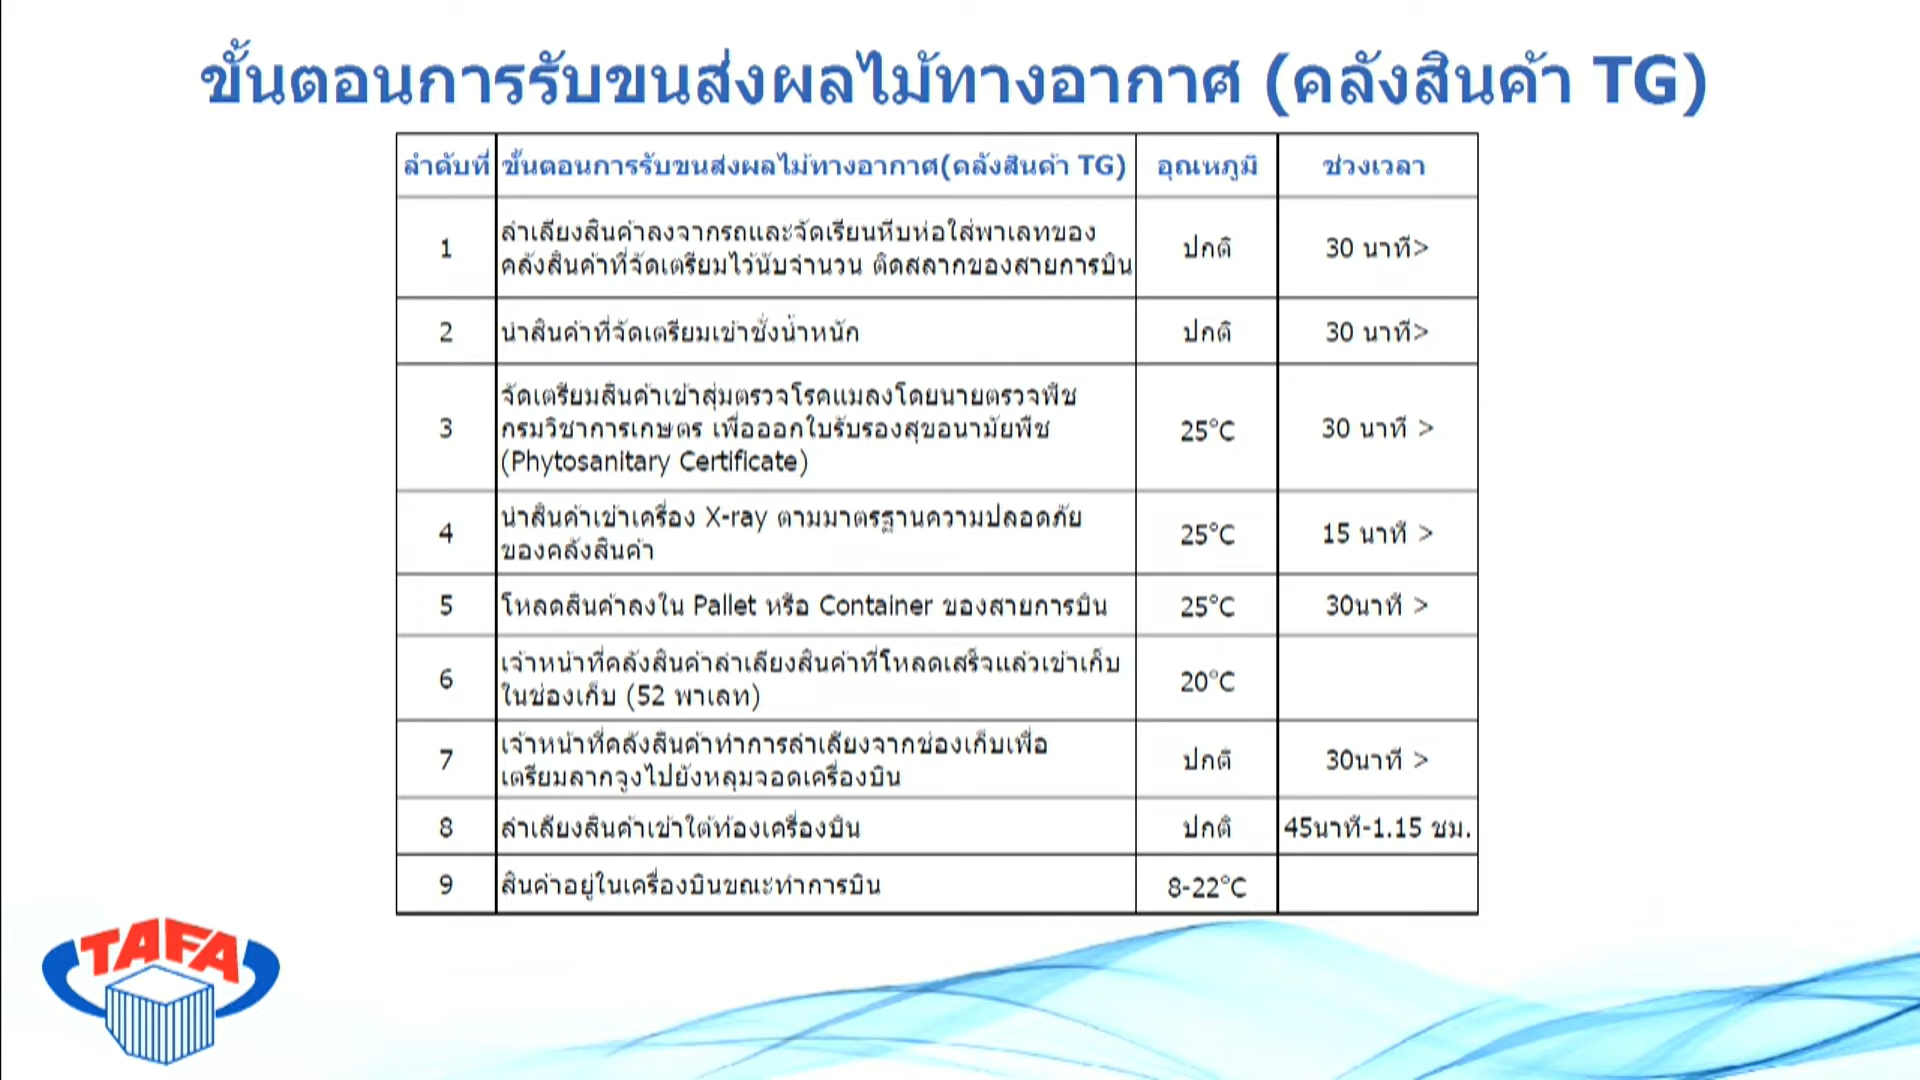 ขั้นตอนการรับขนส่งผลไม้ทางอากาศ (คลังสินค้า TG)
ลำดับที่ ขั้นตอนการรับขนส่งผลไม้ทางอากาศ(คลังสินค้า TG) อุณหภูมิ ช่วงเวลา
1 ลำเลียงสินค้าลงจากรถและจัดเรียนหีบห่อใส่พาเลทของ ปกติ 30 นาที>
คลังสินค้าที่จัดเตรียมไว้นับจำนวน ติดสลากของสายการบิน
2 นำสินค้าที่จัดเตรียมเข้าชั่งน้ำหนัก ปกติ 30 นาที>
จัดเตรียมสินค้าเข้าสุ่มตรวจโรคแมลงโดยนายตรวจพืช
3 กรมวิชาการเกษตร เพื่อออกใบรับรองสุขอนามัยพืช 25°C 30 นาที >
(Phytosanitary Certificate)
4 นำสินค้าเข้าเครื่อง X-ray ตามมาตรฐานความปลอดภัย 25°C 15 นาที >
ของคลังสินค้า
5 โหลดสินค้าลงใน Pallet หรือ Container ของสายการบิน 25°C 30นาที >
6 เจ้าหน้าที่คลังสินค้าลำเลียงสินค้าที่โหลดเสร็จแล้วเข้าเก็บ 20°C
ในช่องเก็บ (52 พาเลท)
7 เจ้าหน้าที่คลังสินค้าทำการลำเลียงจากช่องเก็บเพื่อ ปกติ 30นาที >
เตรียมลากจูงไปยังหลุมจอดเครื่องบิน
8 ลำเลียงสินค้าเข้าใต้ท้องเครื่องบิน ปกติ 45นาที-1.15 ชม.
9 สินค้าอยู่ในเครื่องบินขณะทำการบิน 8-22°C
TAFA